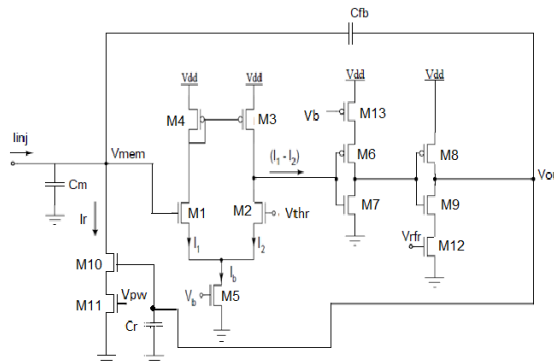 Cfb
Vdd
Vdd
Vdd
Vdd
M4
M3
Vb
M13
Iinj
Vmem
(I1 - I2)
M6
M8
Cm
M1
M2
Vthr
M7
M9
Vou
Ir
I1
I2
Vrfr
M12
M10
Ib
M11
Vpw
Vb
M5
Cr